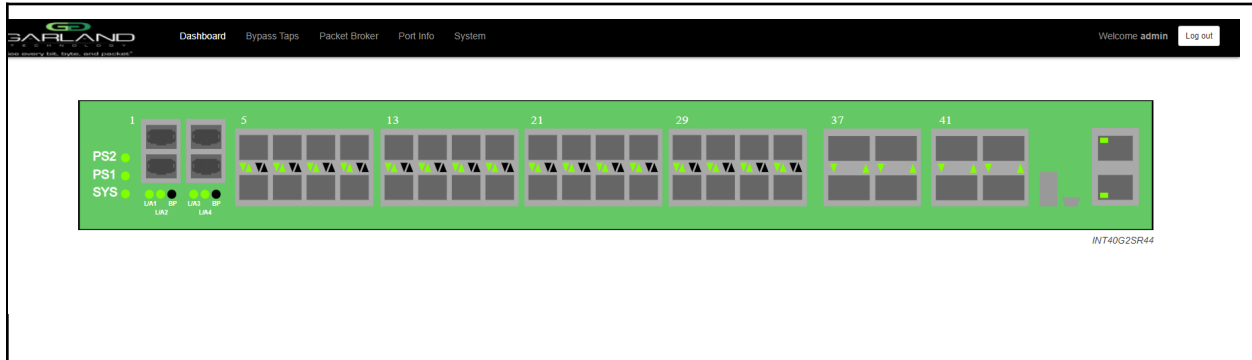 GARLAND
TECHNOLOGY
see every bit, byte, and packet®
Dashboard Bypass Taps Packet Broker Port Info System Welcome admin Log out
1 5 13 21 29 37 41
PS2
PS1
SYS
L/A1 BP L/A3 BP
L/A2 L/A4
INT40G2SR44